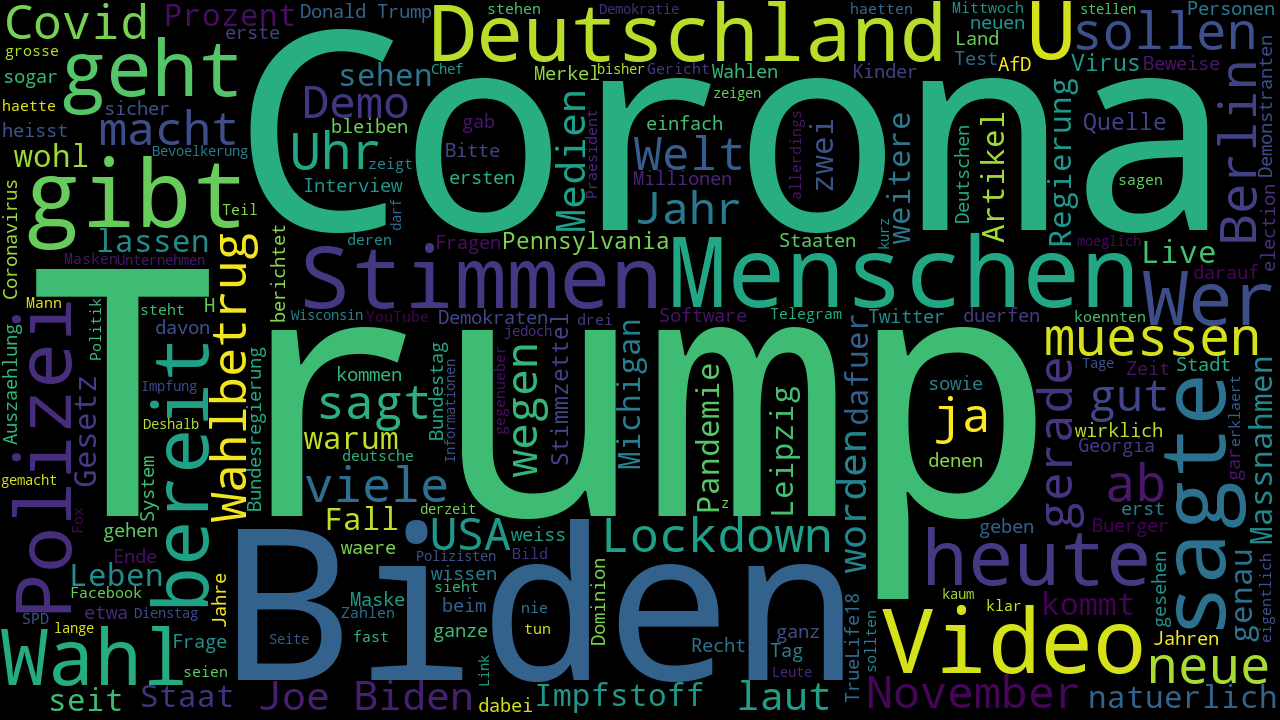 Covid
Prozent
Donald Trump
stehen
Demokratie
haetten
Mittwoch
stellen
Personen
grosse
erste
Deutschland
neuen
U
sollen
sogar
geht
sehen
Chef
Merkel
bisher
Gericht
Wahlen
Kinder
Land
Test
AfD
Virus
Beweise
haette
sicher
Demo
Corona
zeigen
heisst
macht
bleiben
gab
Medien
einfach
Praesident
Welt
allerdings
zwei
Weitere
Deutschen
Artikel
Regierung
Quelle
Berlin
Demonstranten
wohl
Bevoelkerung
Uhr
zeigt
Bitte
Interview
ersten
Millionen
sagen
Coronavirus
gibt
Teil
darf
Jahr
kurz
election
lassen
berichtet
deren
Fragen
Pennsylvania
Staaten
moeglich
Live
Masken
Unternehmen
Wahlbetrug
Stimmen
Menschen
Wer
darauf
Mann
Politik
steht
H
Wisconsin
YouTube
Demokraten
drei
Software
Telegram
Twitter
duerfen
koennten
Auszaehlung
Polizei
davon
bereit
Trump
jedoch
Stimmzettel
Michigan
dafuer
muessen
Impfung
Bundesregierung
kommen
Bundestag
Informationen
gegenueber
wegen
Pandemie
Leipzig
sowie
gerade
Tage
Zeit
Stadt
Gesetz
sagt
ja
gut
sagte
erklaert
Deshalb
warum
wirklich
gar
Massnahmen
System
deutsche
denen
Georgia
gemacht
z
worden
ab
Fox
gehen
viele
derzeit
erst
Fall
USA
weiss
Lockdown
geben
Buerger
Ende
waere
Polizisten
Bild
heute
gesehen
genau
eigentlich
Leben
Biden
wissen
sieht
Facebook
Jahre
Maske
Dominion
kaum
klar
kommt
SPD
etwa
Dienstag
Zahlen
beim
nie
TrueLife18
sollten
Video
lange
Wahl
Frage
Seite
fast
ganze
tun
Recht
ganz
Tag
Jahren
seien
Link
Leute
neue
seit
Staat
Joe Biden
dabei
Impfstoff
laut
November
natuerlich